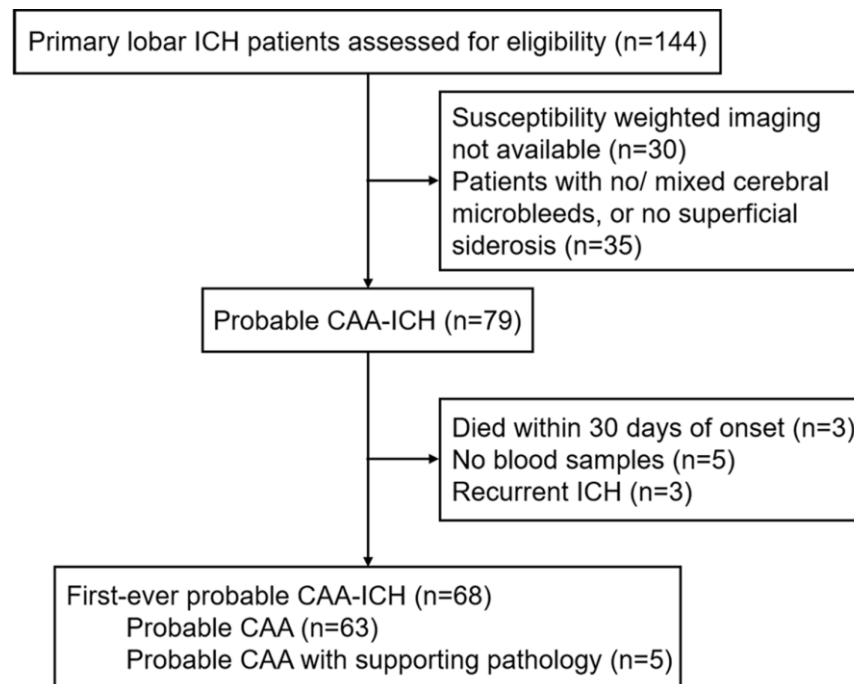 Primary lobar ICH patients assessed for eligibility (n=144)
Susceptibility weighted imaging
not available (n=30)
Patients with no/ mixed cerebral
microbleeds, or no superficial
siderosis (n=35)
Probable CAA-ICH (n=79)
Died within 30 days of onset (n=3)
No blood samples (n=5)
Recurrent ICH (n=3)
First-ever probable CAA-ICH (n=68)
Probable CAA (n=63)
Probable CAA with supporting pathology (n=5)